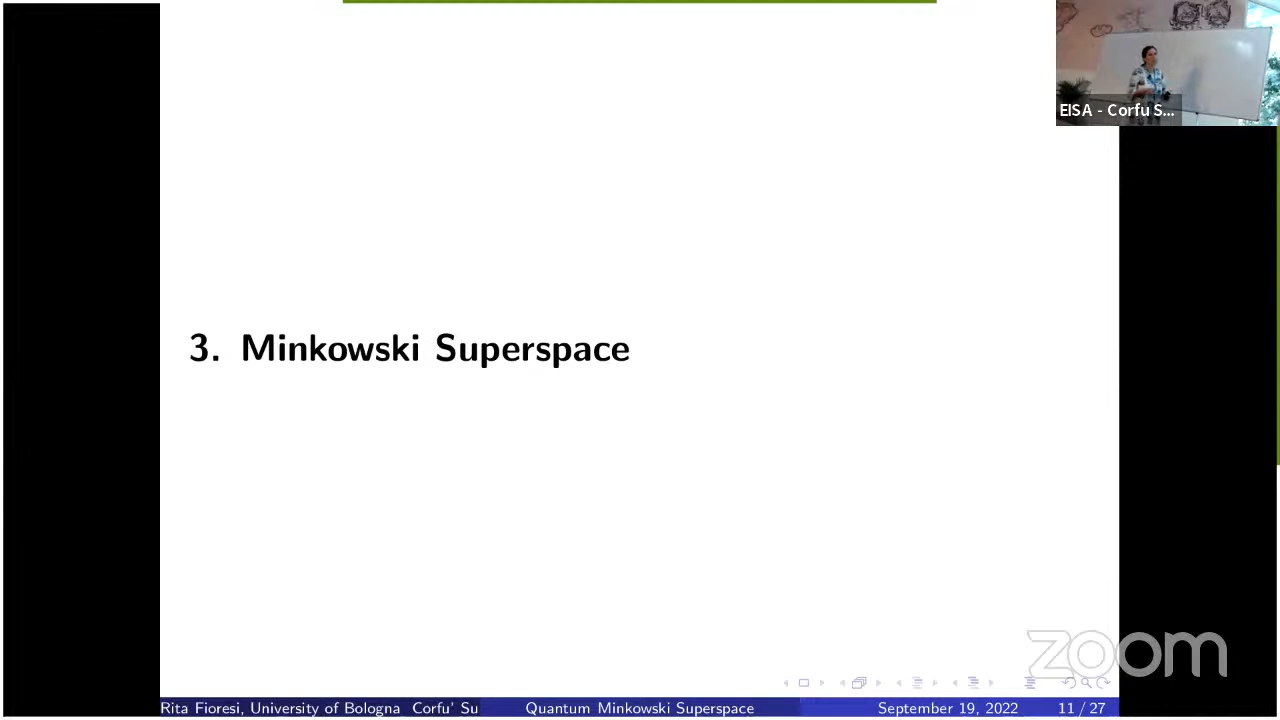 EISA - Corfu S...
3. Minkowski Superspace
zoom
Rita Fioresi, University of Bologna Corfu' Su Quantum Minkowski Superspace September 19, 2022 11 / 27